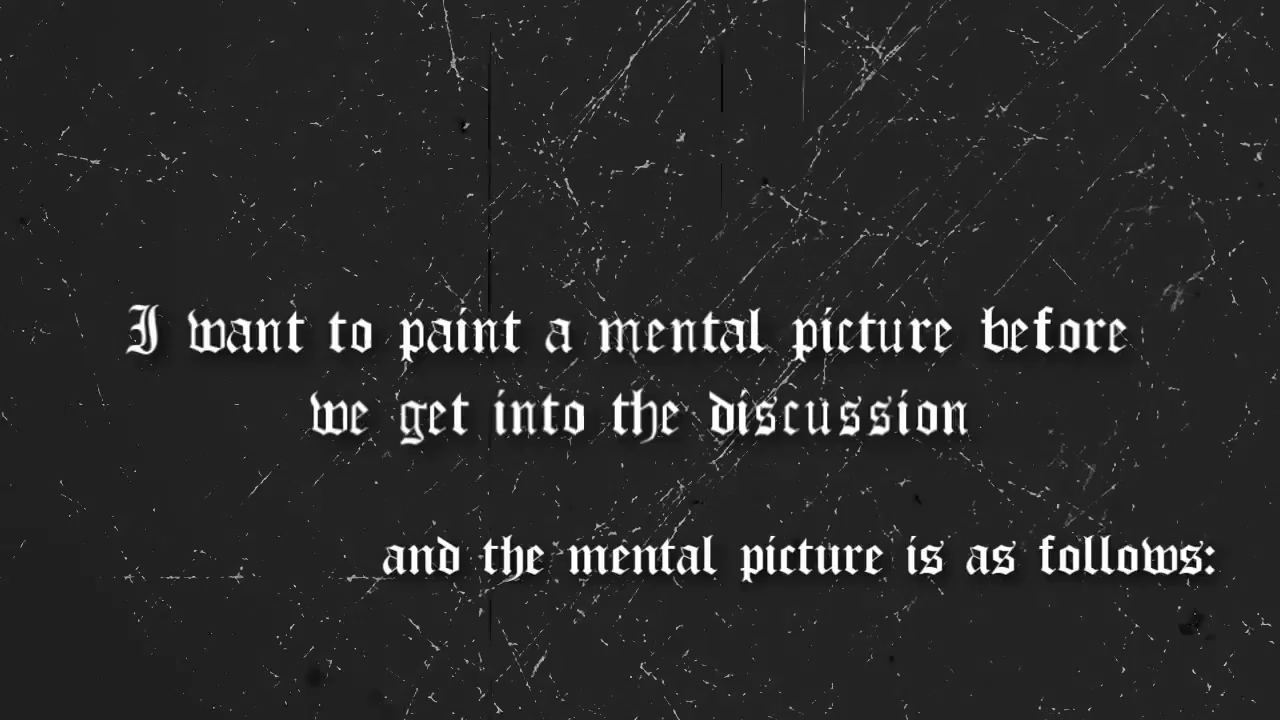 I want to paint a mental picture before
we get into the discussion
and the mental picture is as follows: